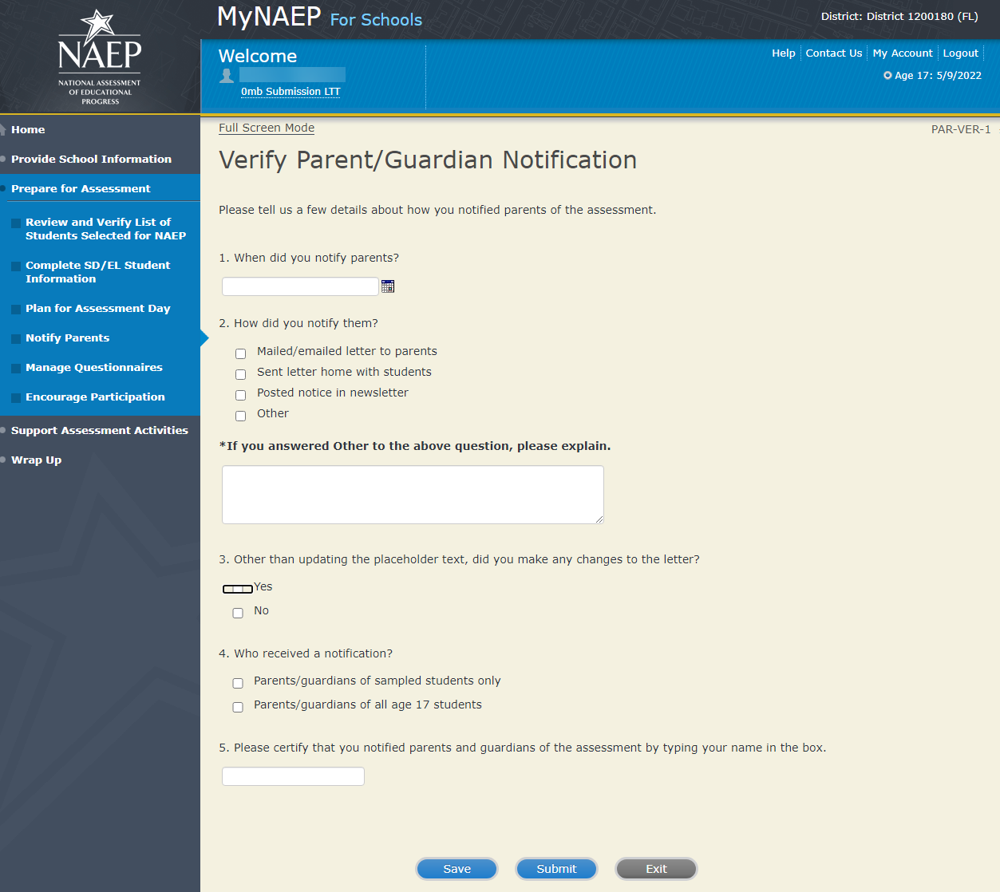 NAEP
NATIONAL ASSESSMENT
OF EDUCATIONAL
PROGRESS
MyNAEP For Schools
District: District 1200180 (FL)
Welcome
0mb Submission LTT
Help
Contact Us
My Account
Logout
Age 17: 5/9/2022
Home
Provide School Information
Prepare for Assessment
Review and Verify List of
Students Selected for NAEP
Complete SD/EL Student
Information
Plan for Assessment Day
Notify Parents
Manage Questionnaires
Encourage Participation
Support Assessment Activities
Wrap Up
Full Screen Mode
PAR-VER-1
Verify Parent/Guardian Notification
Please tell us a few details about how you notified parents of the assessment.
1. When did you notify parents?
2. How did you notify them?
Mailed/emailed letter to parents
Sent letter home with students
Posted notice in newsletter
Other
*If you answered Other to the above question, please explain.
3. Other than updating the placeholder text, did you make any changes to the letter?
Yes
No
4. Who received a notification?
Parents/guardians of sampled students only
Parents/guardians of all age 17 students
5. Please certify that you notified parents and guardians of the assessment by typing your name in the box.
Save
Submit
Exit